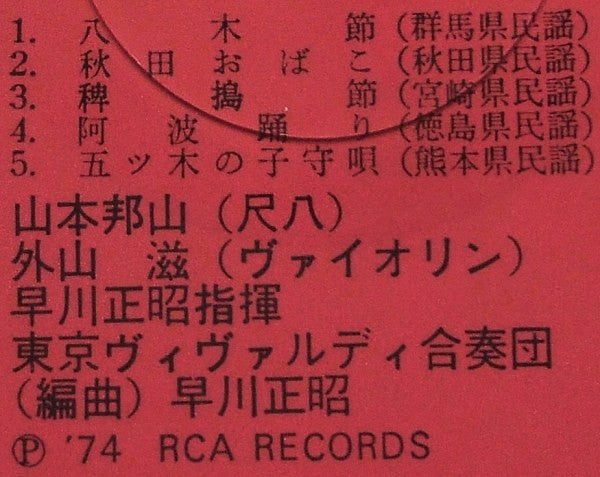 1. 八木節(群馬県民謡)
2. 秋田おばこ(秋田県民謡)
3. 稗搗節(宮崎県民謡)
4. 阿波踊り(徳島県民謡)
5. 五ッ木の子守唄(熊本県民謡)
山本邦山(尺八)
外山 滋(ヴァイオリン)
早川正昭指揮
東京ヴィヴァルディ合奏団
(編曲)早川正昭
Ⓟ '74 RCA RECORDS